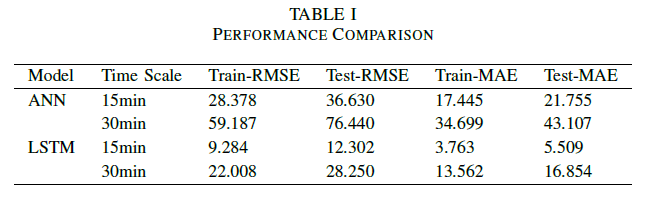 TABLE I
PERFORMANCE COMPARISON
Model Time Scale Train-RMSE Test-RMSE Train-MAE Test-MAE
ANN 15min 28.378 36.630 17.445 21.755
30min 59.187 76.440 34.699 43.107
LSTM 15min 9.284 12.302 3.763 5.509
30min 22.008 28.250 13.562 16.854